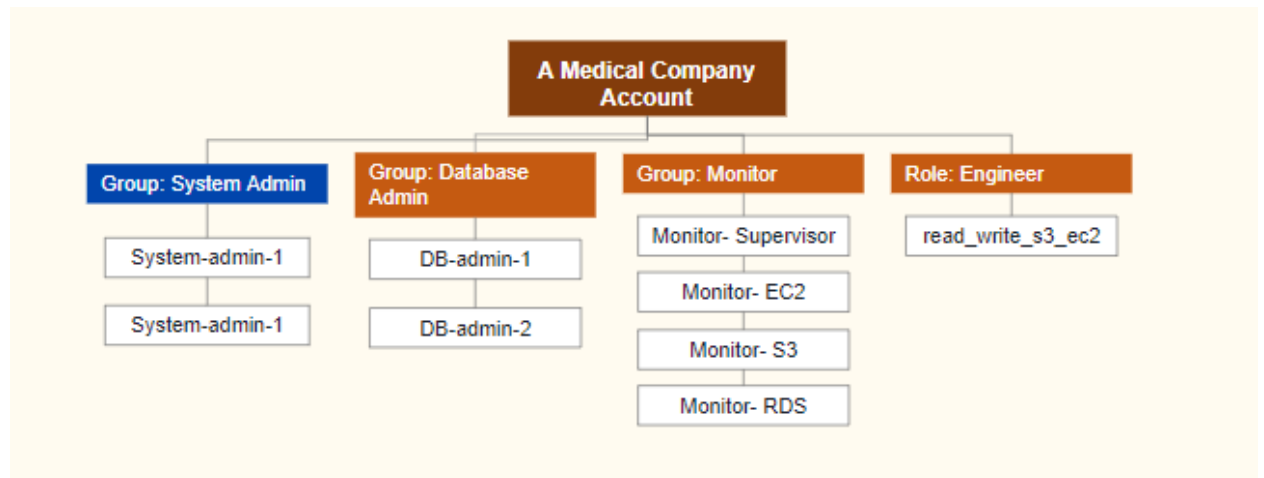 A Medical Company
Account
Group: System Admin
Group: Database
Admin
Group: Monitor
Role: Engineer
System-admin-1
System-admin-1
DB-admin-1
DB-admin-2
Monitor- Supervisor
Monitor- EC2
Monitor- S3
Monitor- RDS
read_write_s3_ec2